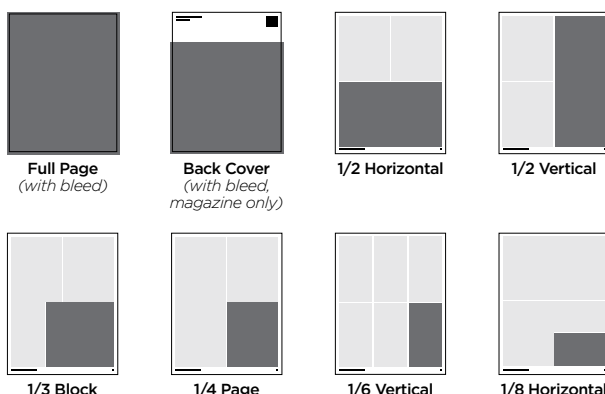 Full Page
(with bleed)
Back Cover
(with bleed,
magazine only)
1/2 Horizontal
1/2 Vertical
1/3 Block
1/4 Page
1/6 Vertical
1/8 Horizontal